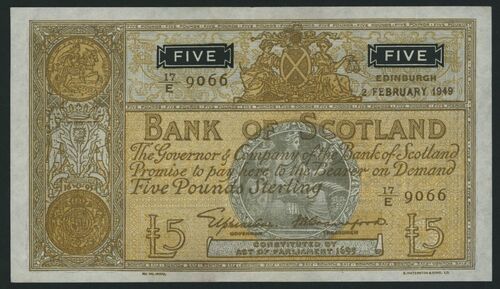 FIVE FIVE
17/E 9066
EDINBURGH
2 FEBRUARY 1949
BANK OF SCOTLAND
The Governor & Company of the Bank of Scotland
Promise to pay here to the Bearer on Demand
Five Pounds Sterling
17/E 9066
£5 £5
GOVERNOR TREASURER
CONSTITUTED BY
ACT OF PARLIAMENT 1695